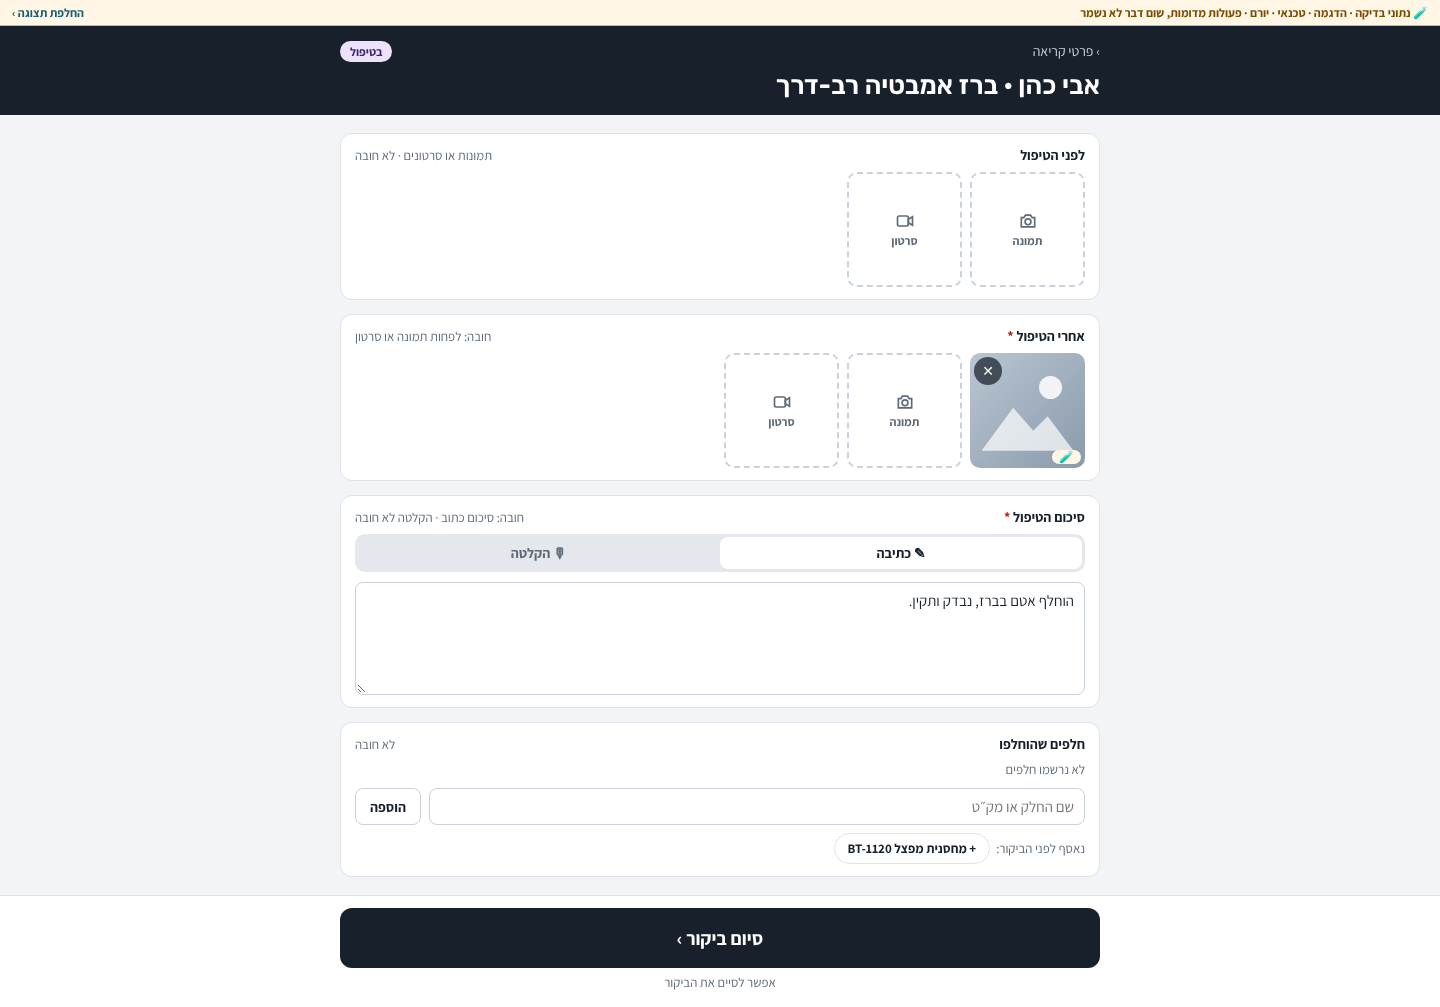 🧪 נתוני בדיקה · הדגמה · טכנאי · יורם · פעולות מדומות, שום דבר לא נשמר
החלפת תצוגה ›
› פרטי קריאה
בטיפול
אבי כהן • ברז אמבטיה רב-דרך
לפני הטיפול
תמונות או סרטונים · לא חובה
תמונה
סרטון
אחרי הטיפול *
חובה: לפחות תמונה או סרטון
תמונה
סרטון
סיכום הטיפול *
חובה: סיכום כתוב · הקלטה לא חובה
✎ כתיבה
🎙 הקלטה
הוחלף אטם בברז, נבדק ותקין.
חלפים שהוחלפו
לא חובה
לא נרשמו חלפים
שם החלק או מק״ט
הוספה
נאסף לפני הביקור:
+ מחסנית מפצל BT-1120
סיום ביקור ›
אפשר לסיים את הביקור